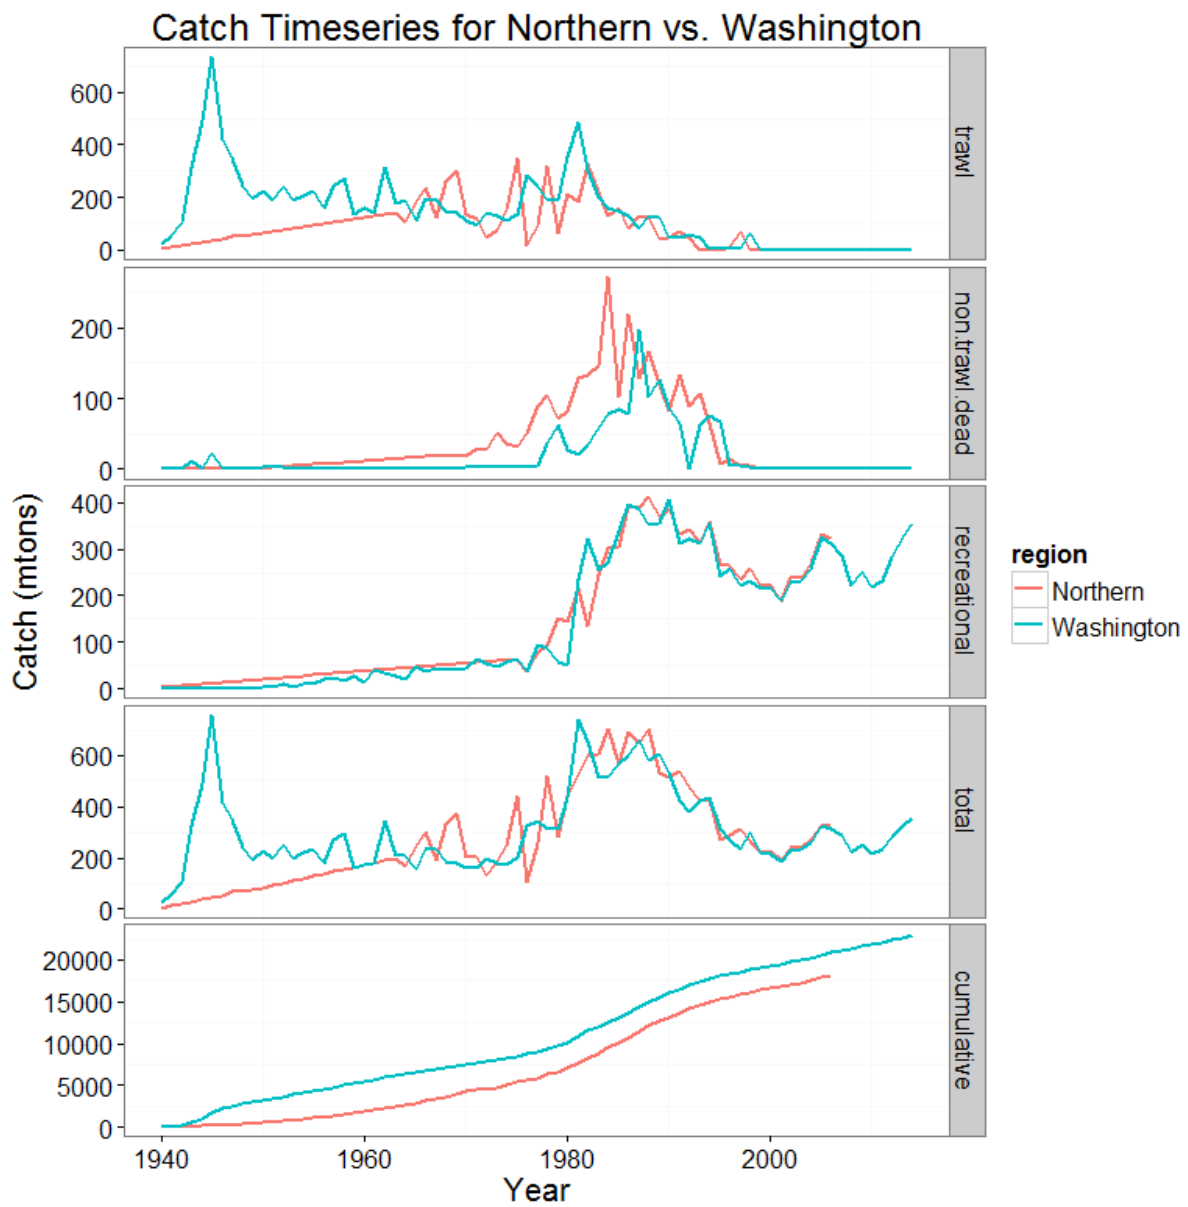 Catch Timeseries for Northern vs. Washington
Catch (mtons)
600
400
200
0
trawl
200
100
0
non.trawl.dead
400
300
200
100
0
recreational
600
400
200
0
total
20000
15000
10000
5000
0
cumulative
1940 1960 1980 2000
Year
region
Northern
Washington